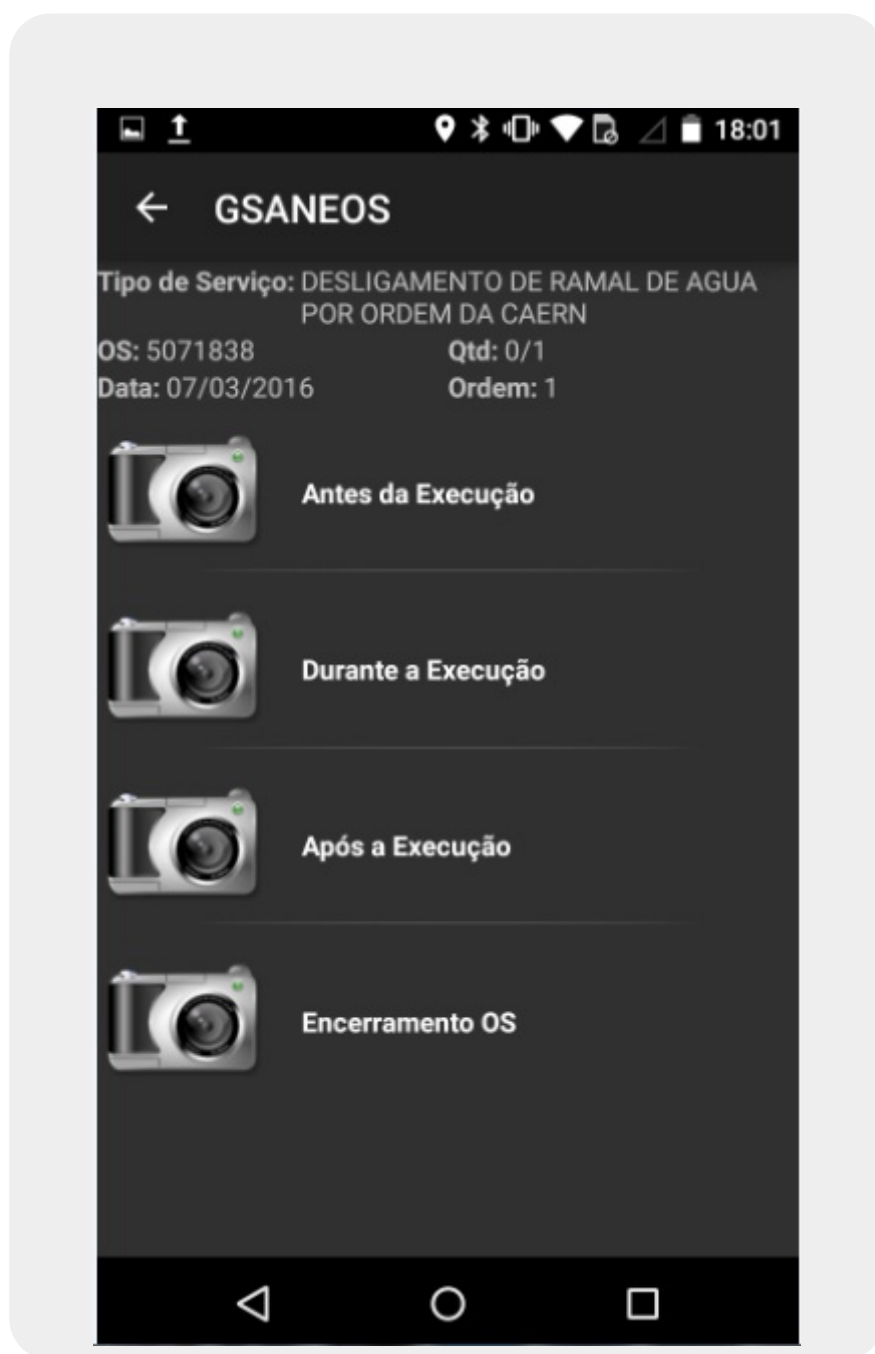 18:01
GSANEOS
Tipo de Serviço: DESLIGAMENTO DE RAMAL DE AGUA
POR ORDEM DA CAERN
OS: 5071838 Qtd: 0/1
Data: 07/03/2016 Ordem: 1
Antes da Execução
Durante a Execução
Após a Execução
Encerramento OS